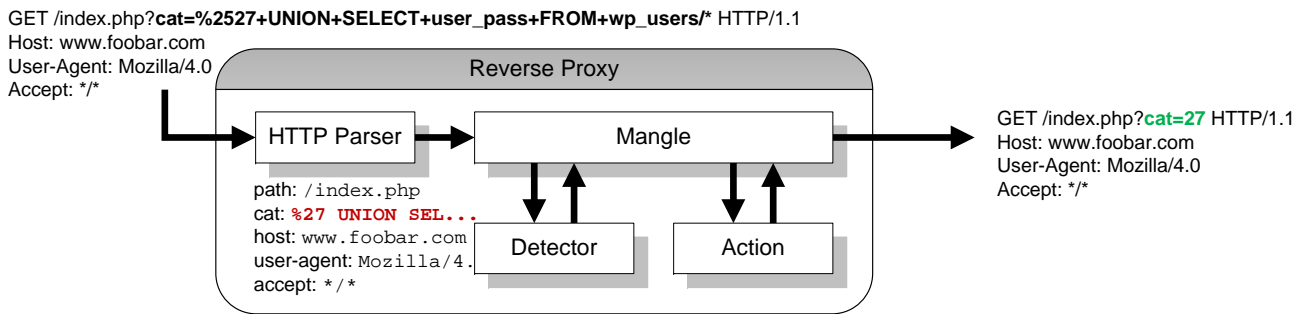 GET /index.php?cat=%2527+UNION+SELECT+user_pass+FROM+wp_users/* HTTP/1.1
Host: www.foobar.com
User-Agent: Mozilla/4.0
Accept: */*
Reverse Proxy
HTTP Parser
Mangle
path: /index.php
cat: %27 UNION SEL...
host: www.foobar.com
user-agent: Mozilla/4.
accept: */*
Detector
Action
GET /index.php?cat=27 HTTP/1.1
Host: www.foobar.com
User-Agent: Mozilla/4.0
Accept: */*